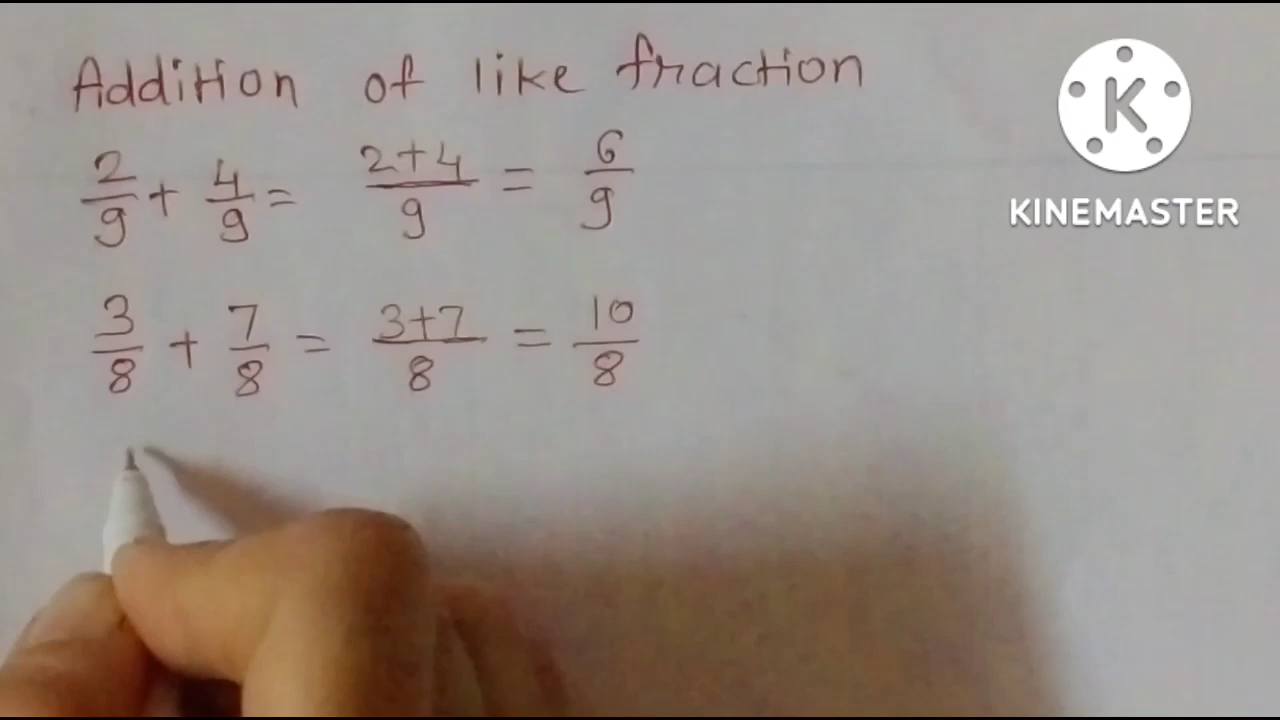 Addition of like fraction
2/9 + 4/9 = 2+4/9 = 6/9
3/8 + 7/8 = 3+7/8 = 10/8
K
KINEMASTER